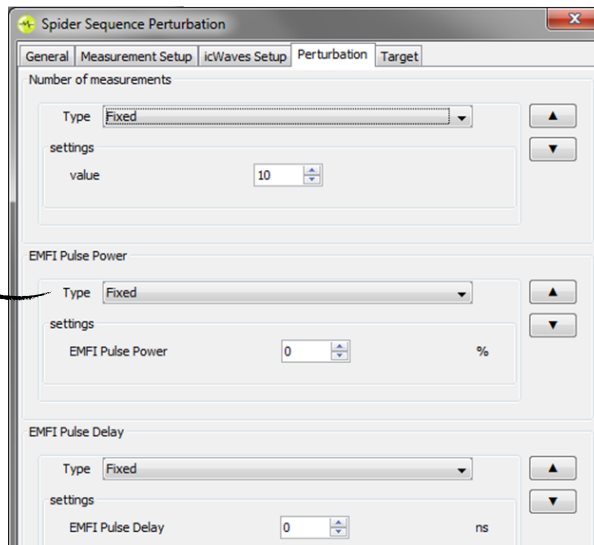 Spider Sequence Perturbation
General Measurement Setup icWaves Setup Perturbation Target
Number of measurements
Type Fixed
settings
value 10
EMFI Pulse Power
Type Fixed
settings
EMFI Pulse Power 0 %
EMFI Pulse Delay
Type Fixed
settings
EMFI Pulse Delay 0 ns